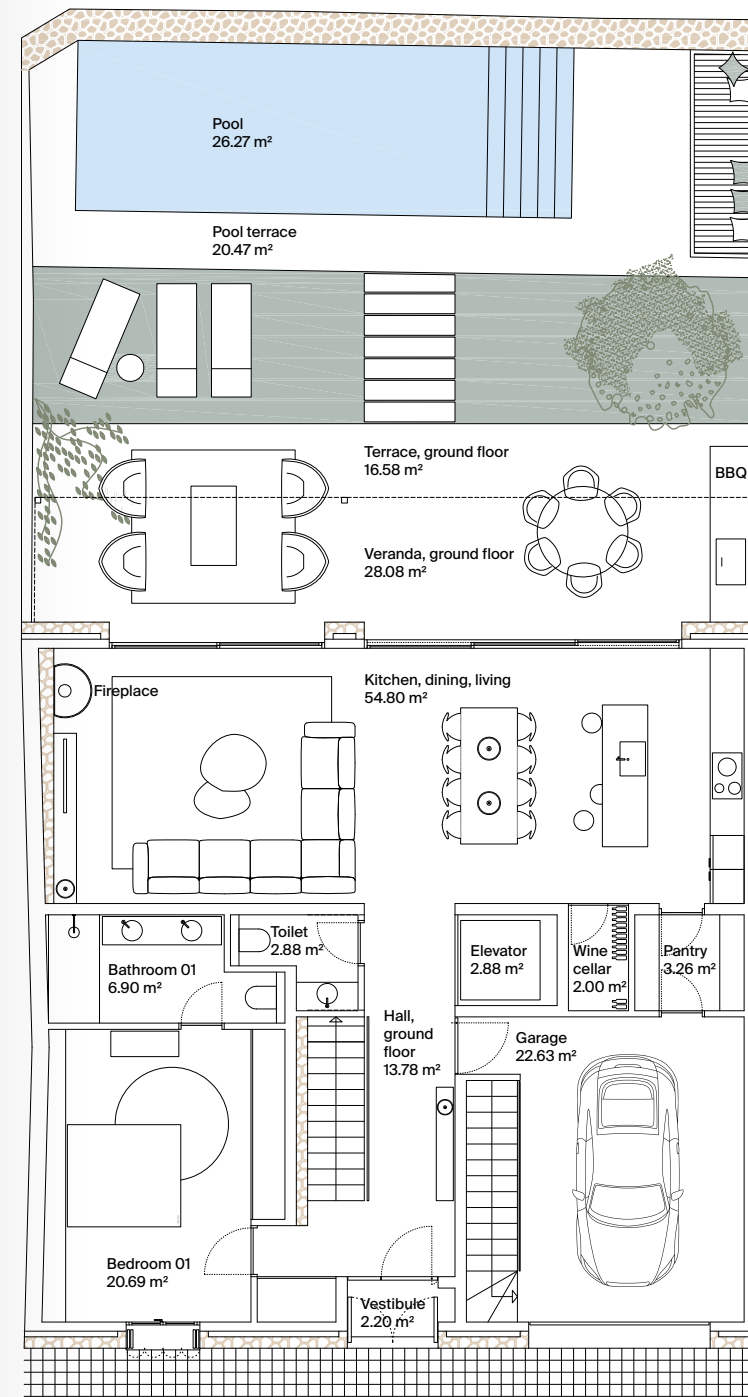 Pool
26.27 m²
Pool terrace
20.47 m²
Terrace, ground floor
16.58 m²
BBQ
Veranda, ground floor
28.08 m²
Fireplace
Kitchen, dining, living
54.80 m²
Toilet
2.88 m²
Bathroom 01
6.90 m²
Elevator
2.88 m²
Wine
cellar
2.00 m²
Pantry
3.26 m²
Hall,
ground
floor
13.78 m²
Garage
22.63 m²
Bedroom 01
20.69 m²
Vestibule
2.20 m²